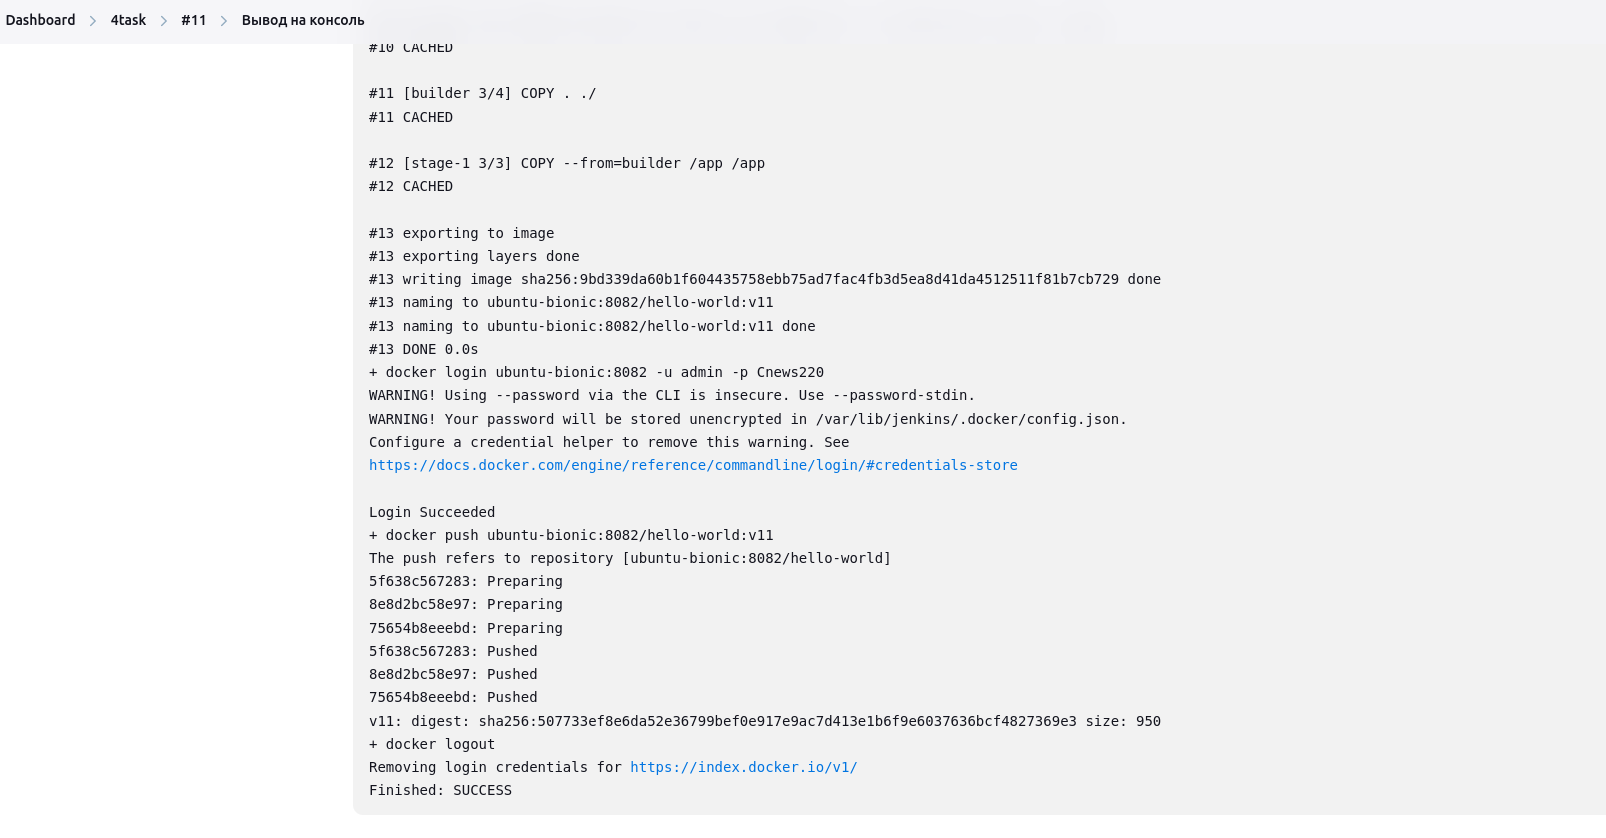 Dashboard > 4task > #11 > Вывод на консоль
#10 CACHED
#11 [builder 3/4] COPY . ./
#11 CACHED
#12 [stage-1 3/3] COPY --from=builder /app /app
#12 CACHED
#13 exporting to image
#13 exporting layers done
#13 writing image sha256:9bd339da60b1f604435758ebb75ad7fac4fb3d5ea8d41da4512511f81b7cb729 done
#13 naming to ubuntu-bionic:8082/hello-world:v11
#13 naming to ubuntu-bionic:8082/hello-world:v11 done
#13 DONE 0.0s
+ docker login ubuntu-bionic:8082 -u admin -p Cnews220
WARNING! Using --password via the CLI is insecure. Use --password-stdin.
WARNING! Your password will be stored unencrypted in /var/lib/jenkins/.docker/config.json.
Configure a credential helper to remove this warning. See
https://docs.docker.com/engine/reference/commandline/login/#credentials-store
Login Succeeded
+ docker push ubuntu-bionic:8082/hello-world:v11
The push refers to repository [ubuntu-bionic:8082/hello-world]
5f638c567283: Preparing
8e8d2bc58e97: Preparing
75654b8eeebd: Preparing
5f638c567283: Pushed
8e8d2bc58e97: Pushed
75654b8eeebd: Pushed
v11: digest: sha256:507733ef8e6da52e36799bef0e917e9ac7d413e1b6f9e6037636bcf4827369e3 size: 950
+ docker logout
Removing login credentials for https://index.docker.io/v1/
Finished: SUCCESS